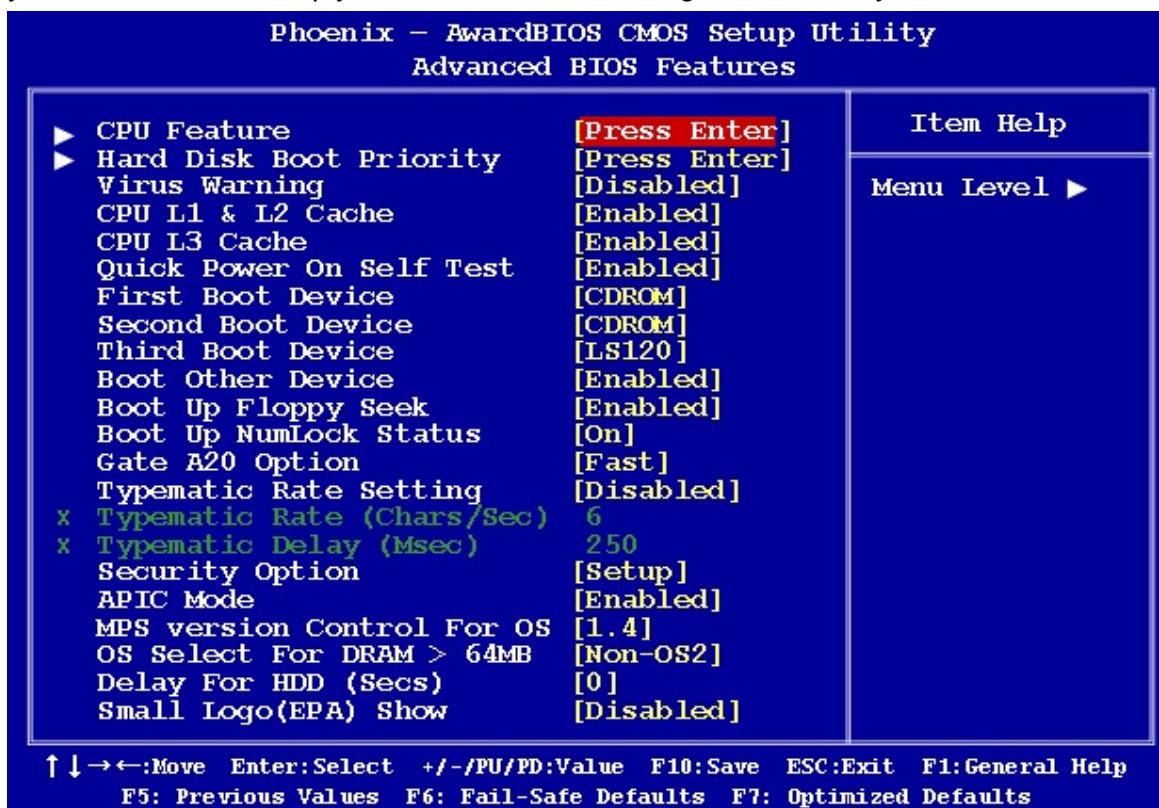 Phoenix – AwardBIOS CMOS Setup Utility
Advanced BIOS Features
▶ CPU Feature [Press Enter]
▶ Hard Disk Boot Priority [Press Enter]
Virus Warning [Disabled]
CPU L1 & L2 Cache [Enabled]
CPU L3 Cache [Enabled]
Quick Power On Self Test [Enabled]
First Boot Device [CDROM]
Second Boot Device [CDROM]
Third Boot Device [LS120]
Boot Other Device [Enabled]
Boot Up Floppy Seek [Enabled]
Boot Up NumLock Status [On]
Gate A20 Option [Fast]
Typematic Rate Setting [Disabled]
x Typematic Rate (Chars/Sec) 6
x Typematic Delay (Msec) 250
Security Option [Setup]
APIC Mode [Enabled]
MPS version Control For OS [1.4]
OS Select For DRAM > 64MB [Non-OS2]
Delay For HDD (Secs) [0]
Small Logo(EPA) Show [Disabled]
Item Help
Menu Level ▶
↑↓→←:Move Enter:Select +/-/PU/PD:Value F10:Save ESC:Exit F1:General Help
F5: Previous Values F6: Fail-Safe Defaults F7: Optimized Defaults